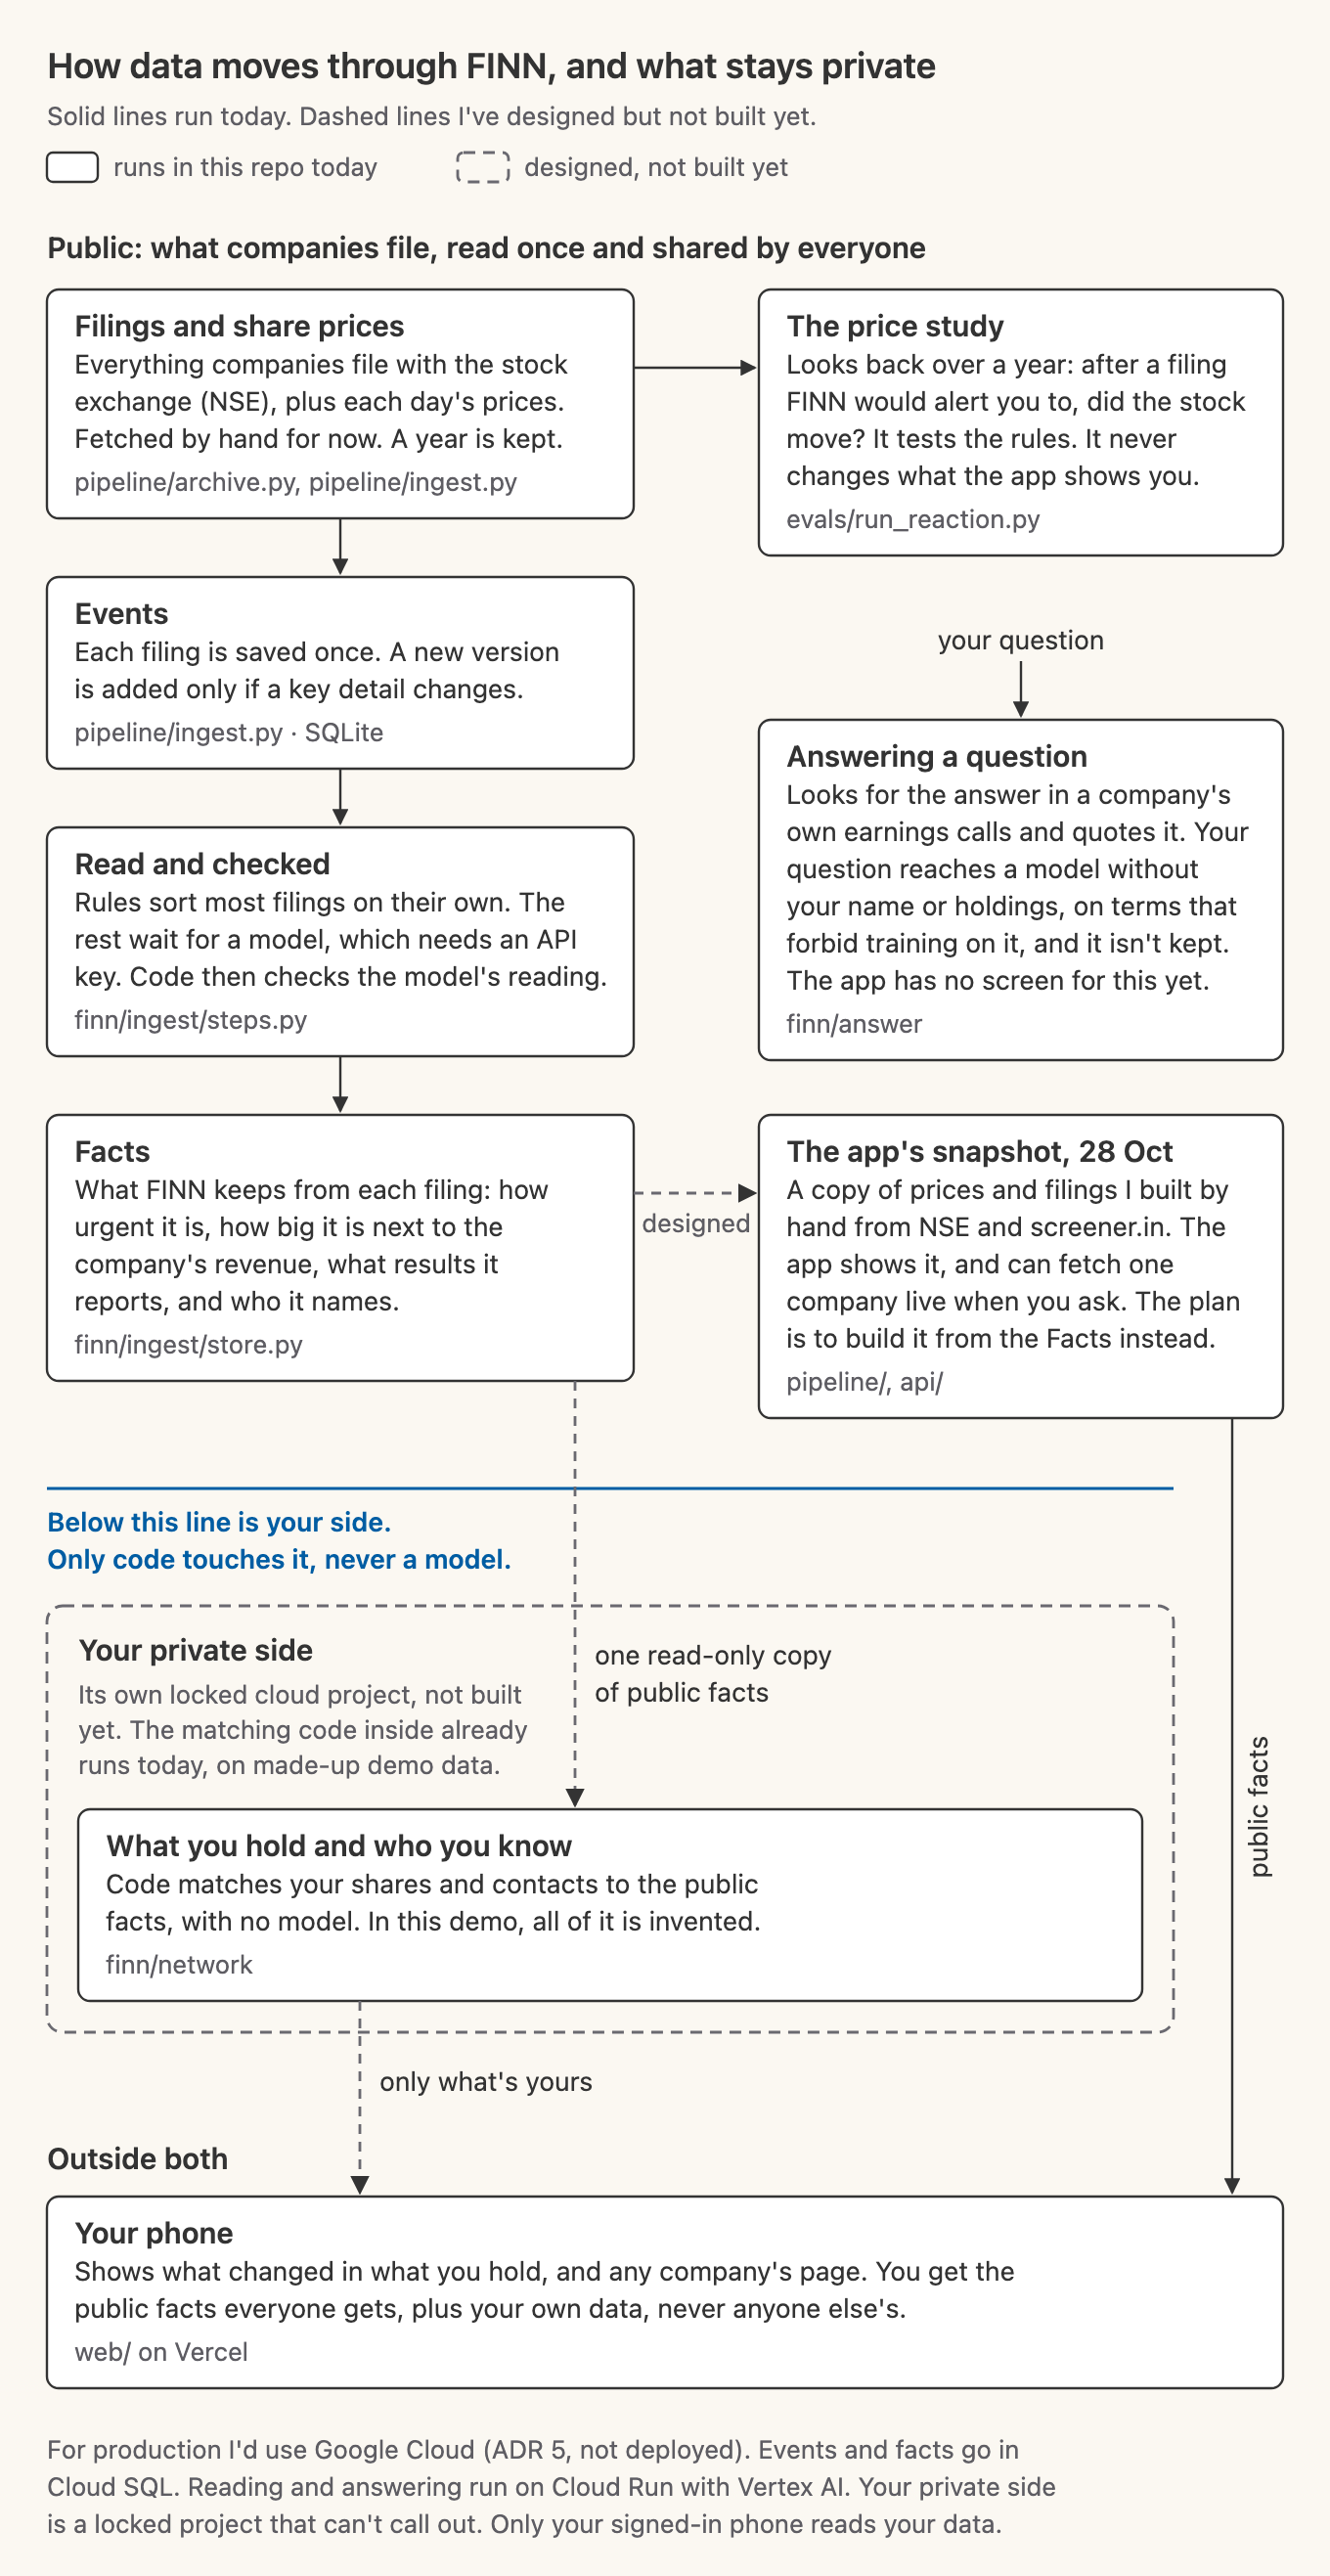 How data moves through FINN, and what stays private
Solid lines run today. Dashed lines I've designed but not built yet.
runs in this repo today
designed, not built yet
Public: what companies file, read once and shared by everyone
Filings and share prices
Everything companies file with the stock
exchange (NSE), plus each day's prices.
Fetched by hand for now. A year is kept.
pipeline/archive.py, pipeline/ingest.py
The price study
Looks back over a year: after a filing
FINN would alert you to, did the stock
move? It tests the rules. It never
changes what the app shows you.
evals/run_reaction.py
Events
Each filing is saved once. A new version
is added only if a key detail changes.
pipeline/ingest.py · SQLite
your question
Answering a question
Looks for the answer in a company's
own earnings calls and quotes it. Your
question reaches a model without
your name or holdings, on terms that
forbid training on it, and it isn't kept.
The app has no screen for this yet.
finn/answer
Read and checked
Rules sort most filings on their own. The
rest wait for a model, which needs an API
key. Code then checks the model's reading.
finn/ingest/steps.py
Facts
What FINN keeps from each filing: how
urgent it is, how big it is next to the
company's revenue, what results it
reports, and who it names.
finn/ingest/store.py
designed
The app's snapshot, 28 Oct
A copy of prices and filings I built by
hand from NSE and screener.in. The
app shows it, and can fetch one
company live when you ask. The plan
is to build it from the Facts instead.
pipeline/, api/
Below this line is your side.
Only code touches it, never a model.
Your private side
Its own locked cloud project, not built
yet. The matching code inside already
runs today, on made-up demo data.
one read-only copy
of public facts
public facts
What you hold and who you know
Code matches your shares and contacts to the public
facts, with no model. In this demo, all of it is invented.
finn/network
only what's yours
Outside both
Your phone
Shows what changed in what you hold, and any company's page. You get the
public facts everyone gets, plus your own data, never anyone else's.
web/ on Vercel
For production I'd use Google Cloud (ADR 5, not deployed). Events and facts go in
Cloud SQL. Reading and answering run on Cloud Run with Vertex AI. Your private side
is a locked project that can't call out. Only your signed-in phone reads your data.